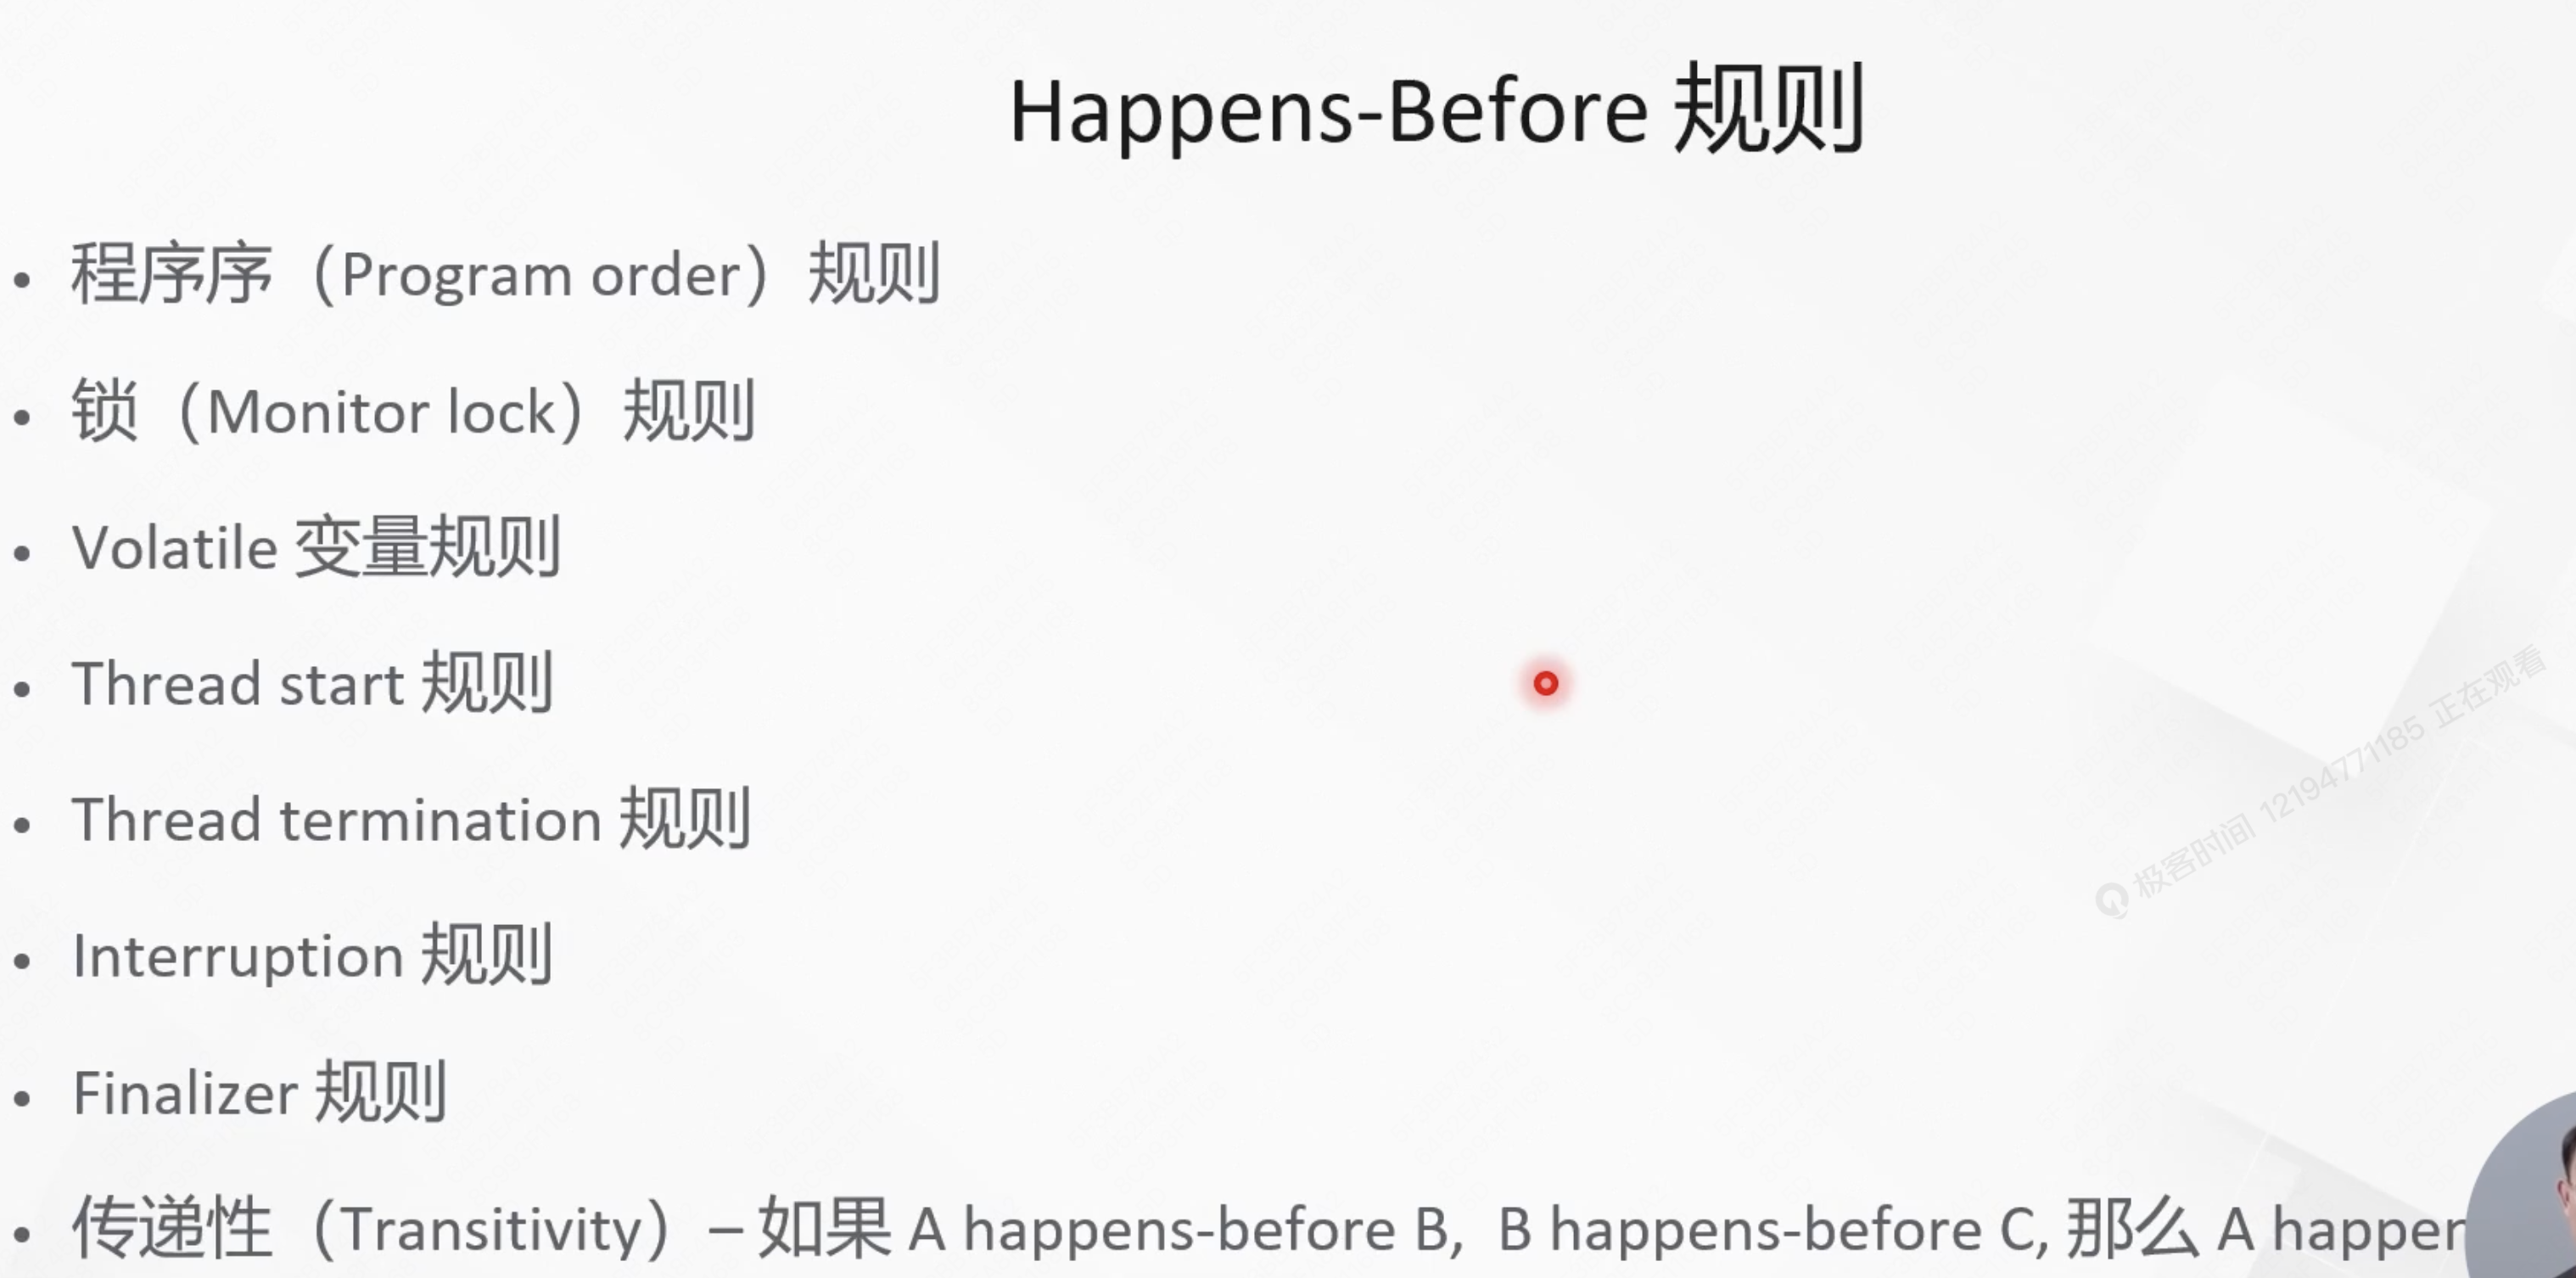 Happens-Before 规则
• 程序序（Program order）规则
• 锁（Monitor lock）规则
• Volatile 变量规则
• Thread start 规则
• Thread termination 规则
• Interruption 规则
• Finalizer 规则
• 传递性（Transitivity）– 如果 A happens-before B, B happens-before C, 那么 A happen
极客时间 12194771185 正在观看